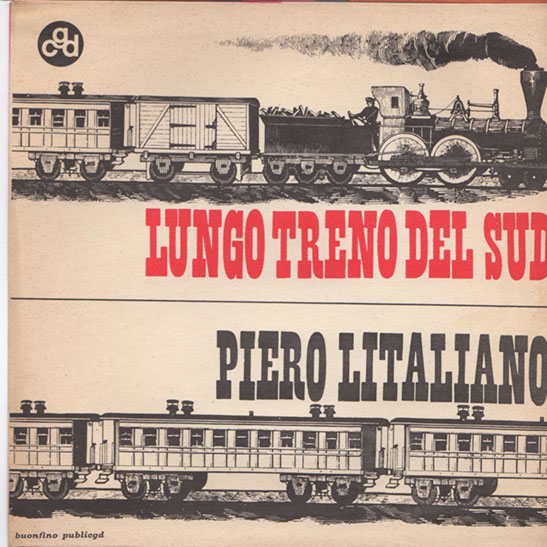 cgd
LUNGO TRENO DEL SUD
PIERO LITALIANO
buonfino publicgd